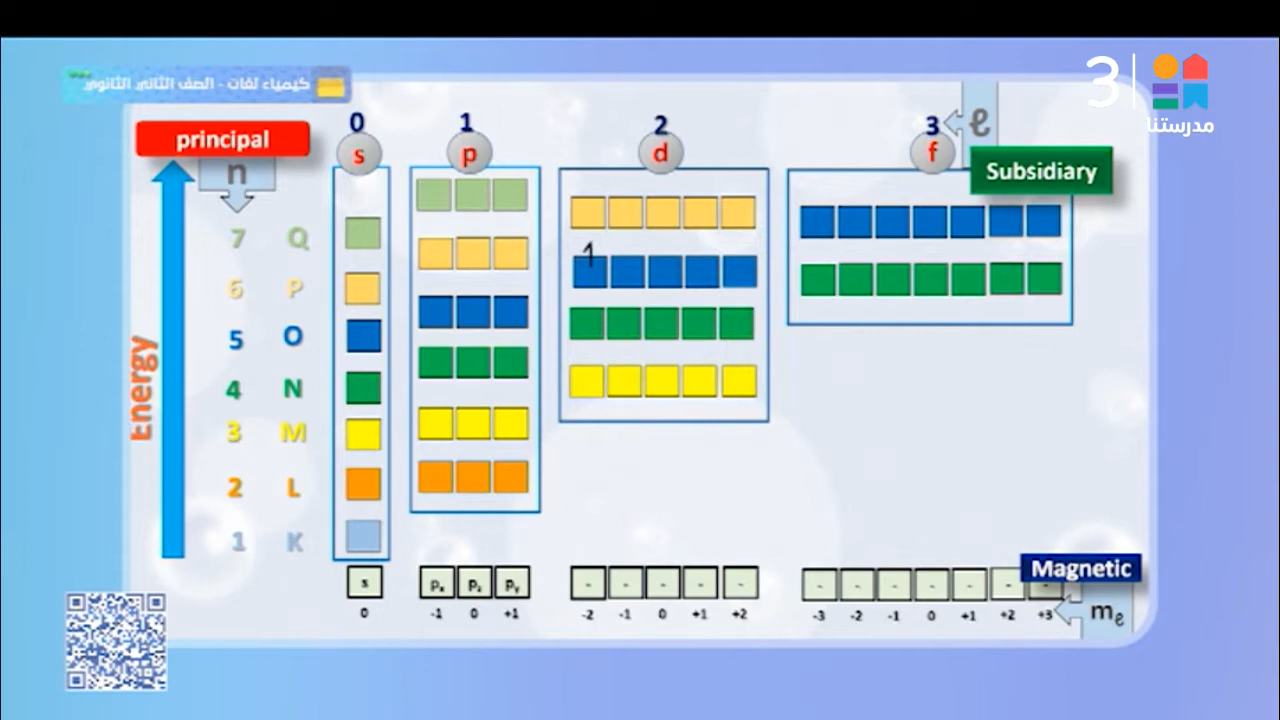 3
مدرستنا
كيمياء لغات - الصف الثاني الثانوي
principal
n
0 1 2 3 ℓ
s p d f
Subsidiary
7 Q
6 P
5 O
4 N
3 M
2 L
1 K
Energy
1
Magnetic
s px pz py - - - - - - - - - - - -
0 -1 0 +1 -2 -1 0 +1 +2 -3 -2 -1 0 +1 +2 +3
mℓ